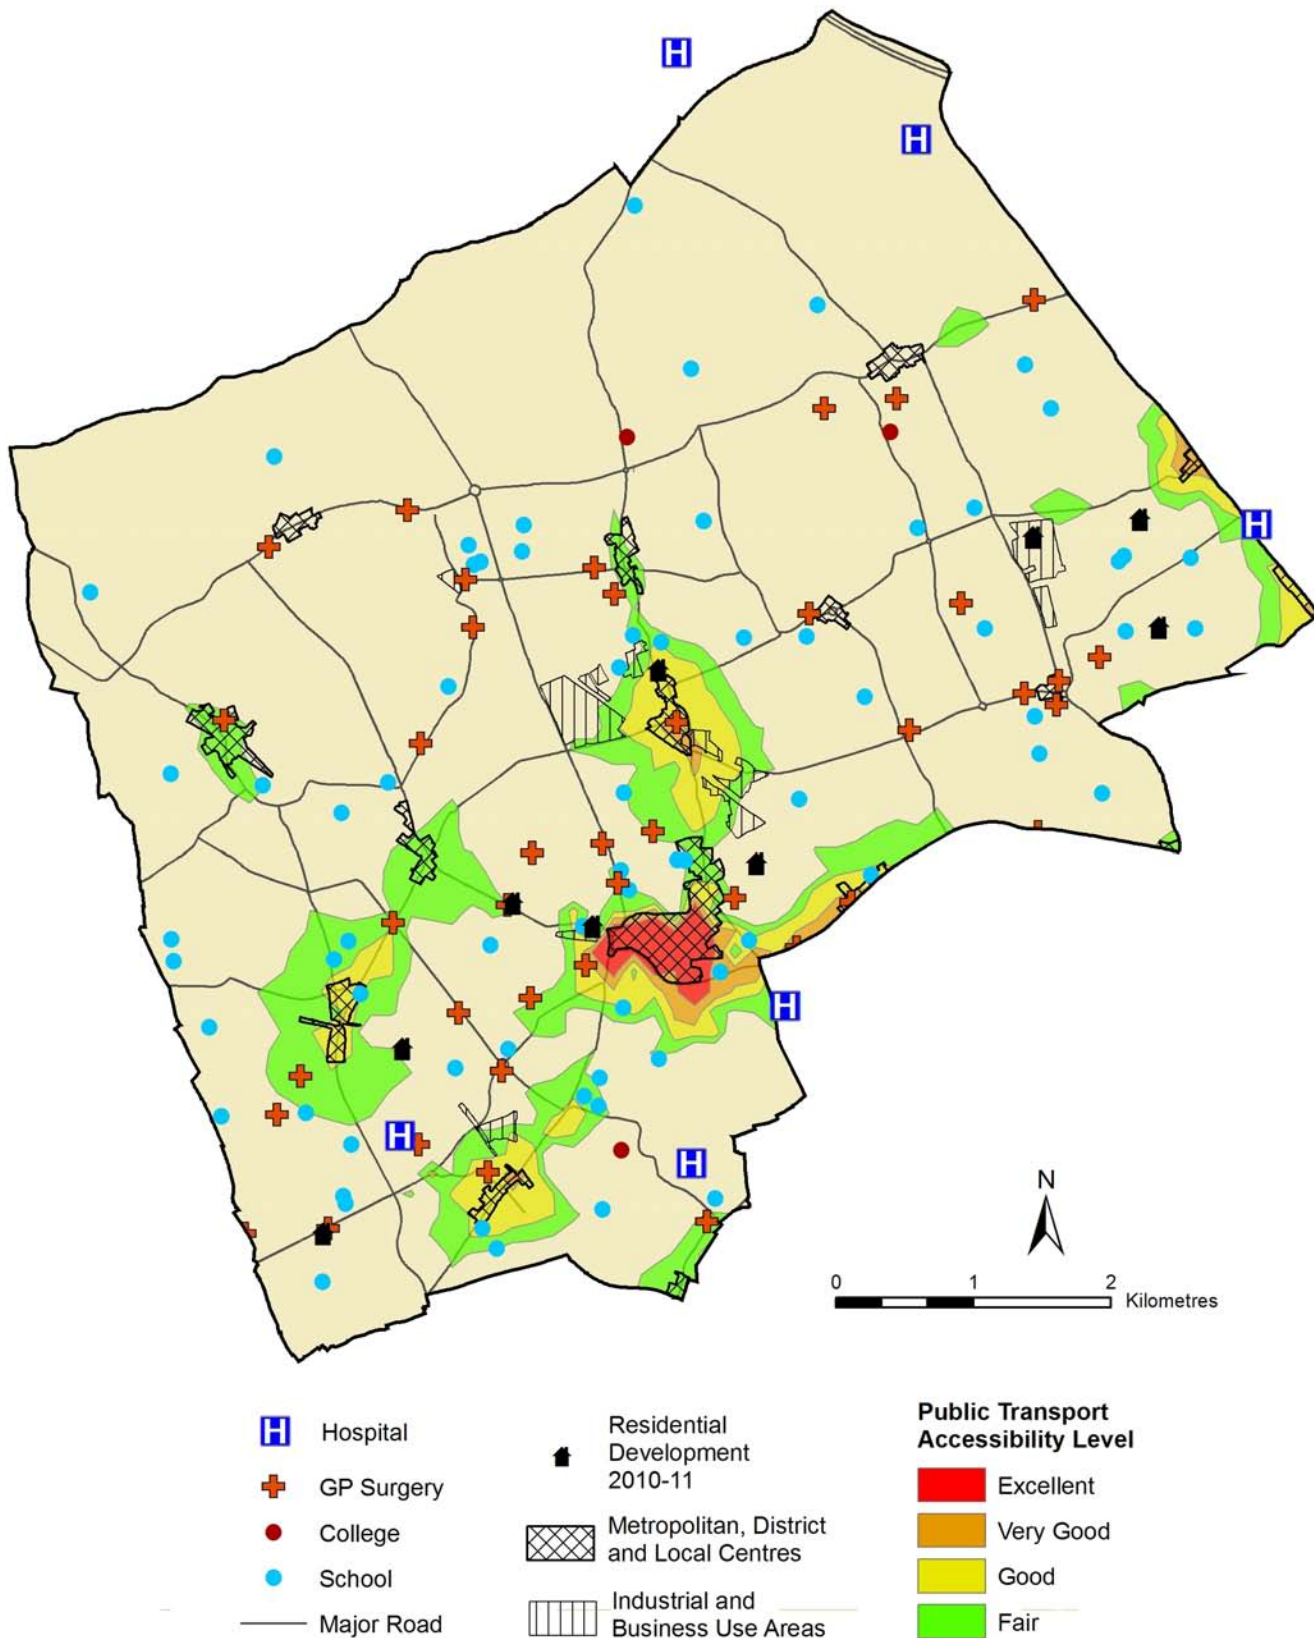 H
H
H
H
H
H
N
0 1 2
Kilometres
H Hospital
GP Surgery
College
School
Major Road
Residential
Development
2010-11
Metropolitan, District
and Local Centres
Industrial and
Business Use Areas
Public Transport
Accessibility Level
Excellent
Very Good
Good
Fair